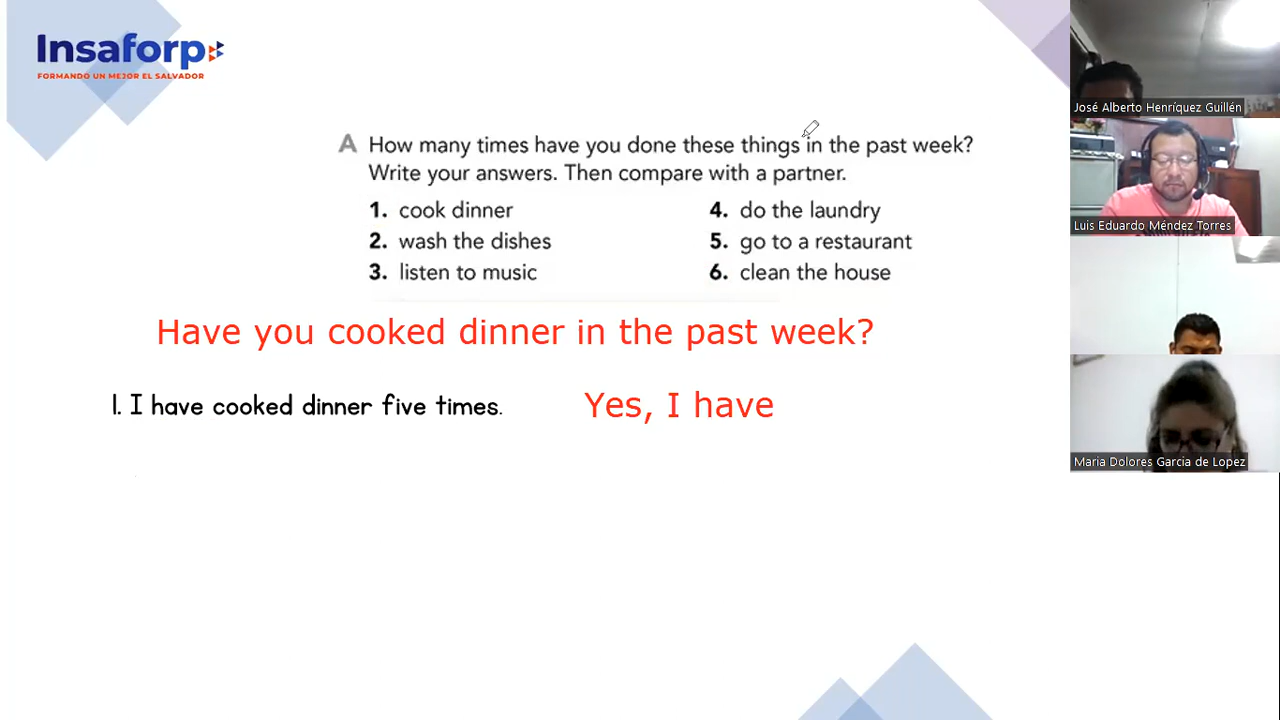 Insaforp
FORMANDO UN MEJOR EL SALVADOR
A How many times have you done these things in the past week?
Write your answers. Then compare with a partner.
1. cook dinner
2. wash the dishes
3. listen to music
4. do the laundry
5. go to a restaurant
6. clean the house
Have you cooked dinner in the past week?
1. I have cooked dinner five times.
Yes, I have
José Alberto Henríquez Guillén
Luis Eduardo Méndez Torres
Maria Dolores Garcia de Lopez